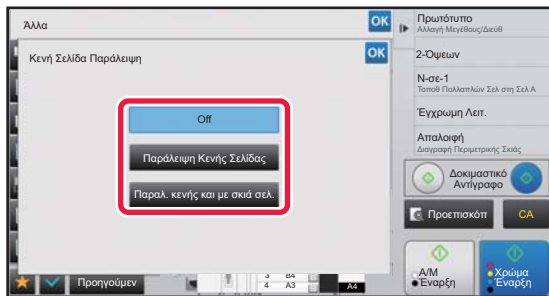 Άλλα
OK
Κενή Σελίδα Παράλειψη
OK
Off
Παράλειψη Κενής Σελίδας
Παραλ. κενής και με σκιά σελ.
Προηγούμεν
3 B4
4 A3
A4
Πρωτότυπο
Αλλαγή Μεγέθους/Διεύθ
2-Όψεων
N-σε-1
Τοποθ Πολλαπλών Σελ στη Σελ Α
Έγχρωμη Λειτ.
Απαλοιφή
Διαγραφή Περιμετρικής Σκιάς
Δοκιμαστικό
Αντίγραφο
Προεπισκόπ
CA
Α/Μ
Έναρξη
Χρώμα
Έναρξη